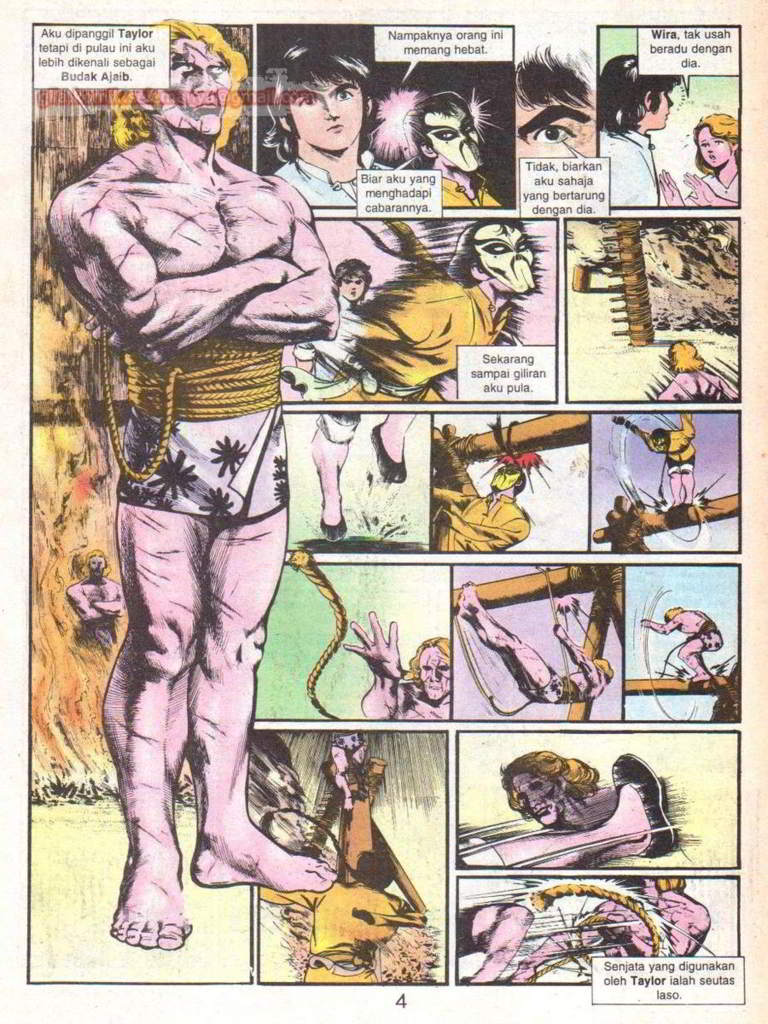 Aku dipanggil Taylor
tetapi di pulau ini aku
lebih dikenali sebagai
Budak Ajaib.
Nampaknya orang ini
memang hebat.
Biar aku yang
menghadapi
cabarannya.
Tidak, biarkan
aku sahaja
yang bertarung
dengan dia.
Wira, tak usah
beradu dengan
dia.
Sekarang
sampai giliran
aku pula.
Senjata yang digunakan
oleh Taylor ialah seutas
laso.
4